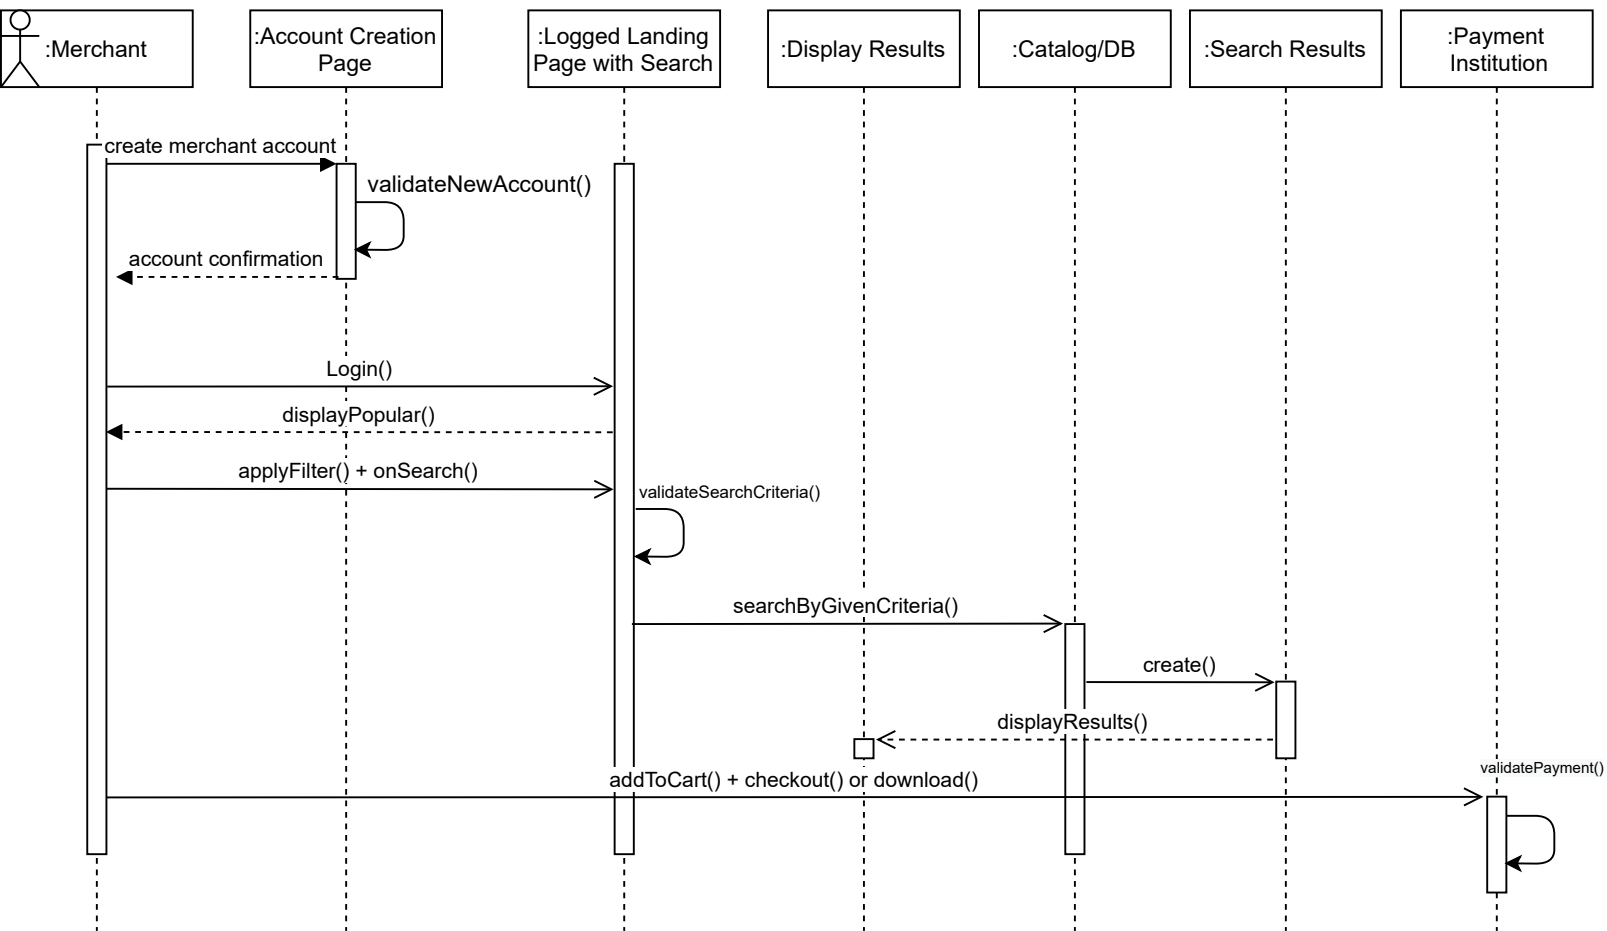 :Merchant
:Account Creation
Page
:Logged Landing
Page with Search
:Display Results
:Catalog/DB
:Search Results
:Payment
Institution
create merchant account
validateNewAccount()
account confirmation
Login()
displayPopular()
applyFilter() + onSearch()
validateSearchCriteria()
searchByGivenCriteria()
create()
displayResults()
addToCart() + checkout() or download()
validatePayment()